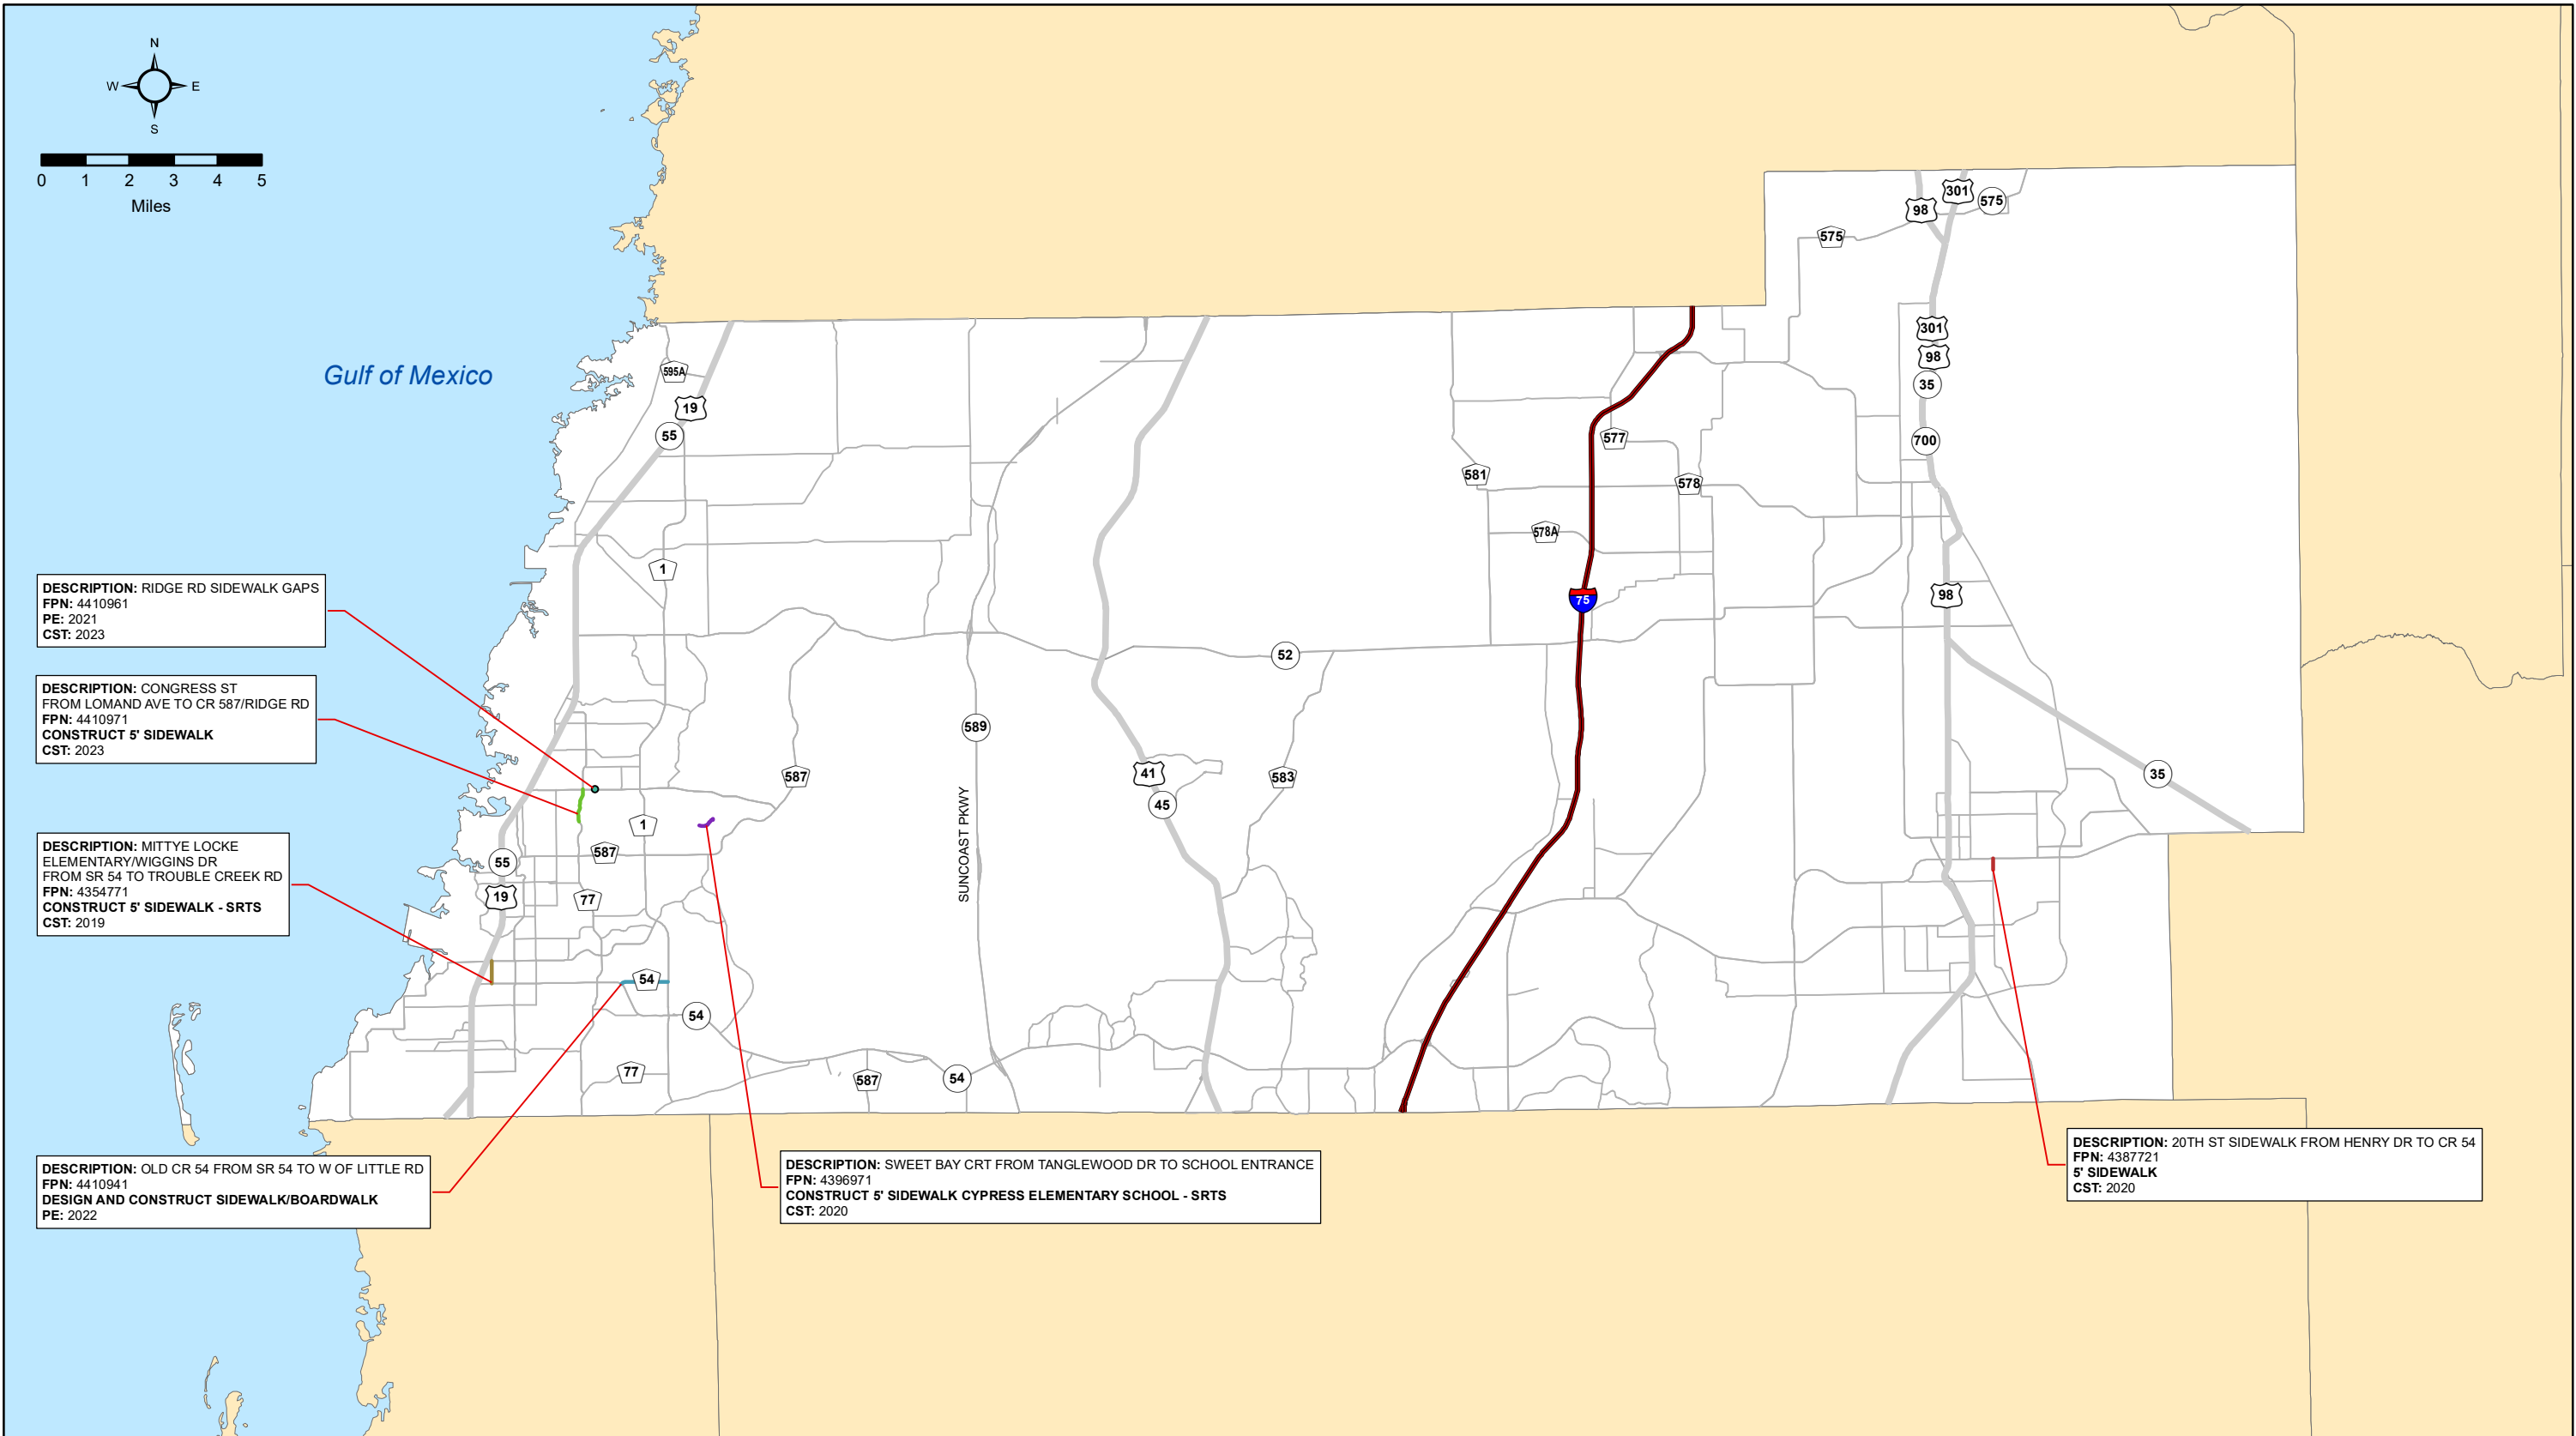 N
W
E
S
0 1 2 3 4 5
Miles
Gulf of Mexico
301
575
98
575
301
98
35
700
595A
19
55
577
581
578
578A
1
75
98
52
589
SUNCOAST PKWY
587
41
583
45
35
1
587
55
19
77
54
54
77
587
54
DESCRIPTION: RIDGE RD SIDEWALK GAPS
FPN: 4410961
PE: 2021
CST: 2023
DESCRIPTION: CONGRESS ST
FROM LOMAND AVE TO CR 587/RIDGE RD
FPN: 4410971
CONSTRUCT 5' SIDEWALK
CST: 2023
DESCRIPTION: MITTYE LOCKE
ELEMENTARY/WIGGINS DR
FROM SR 54 TO TROUBLE CREEK RD
FPN: 4354771
CONSTRUCT 5' SIDEWALK - SRTS
CST: 2019
DESCRIPTION: OLD CR 54 FROM SR 54 TO W OF LITTLE RD
FPN: 4410941
DESIGN AND CONSTRUCT SIDEWALK/BOARDWALK
PE: 2022
DESCRIPTION: SWEET BAY CRT FROM TANGLEWOOD DR TO SCHOOL ENTRANCE
FPN: 4396971
CONSTRUCT 5' SIDEWALK CYPRESS ELEMENTARY SCHOOL - SRTS
CST: 2020
DESCRIPTION: 20TH ST SIDEWALK FROM HENRY DR TO CR 54
FPN: 4387721
5' SIDEWALK
CST: 2020